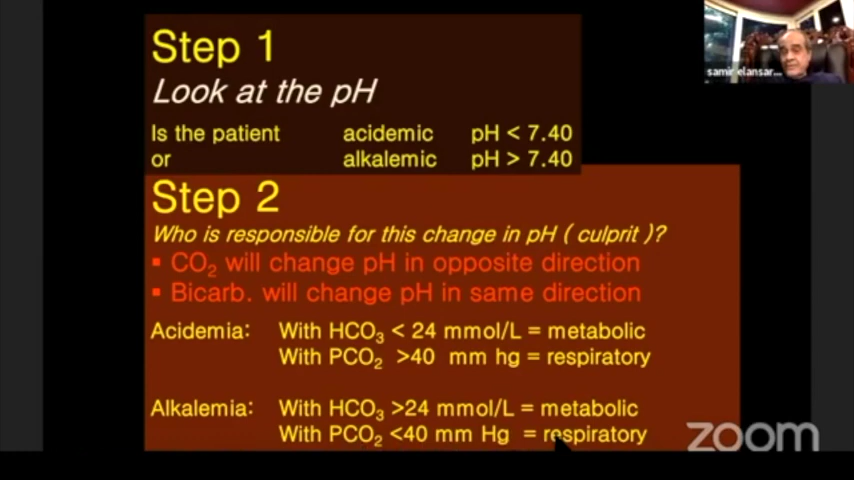 Step 1
Look at the pH
Is the patient acidemic pH < 7.40
or alkalemic pH > 7.40
Step 2
Who is responsible for this change in pH ( culprit )?
▪ CO₂ will change pH in opposite direction
▪ Bicarb. will change pH in same direction
Acidemia: With HCO₃ < 24 mmol/L = metabolic
With PCO₂ >40 mm hg = respiratory
Alkalemia: With HCO₃ >24 mmol/L = metabolic
With PCO₂ <40 mm Hg = respiratory
samir elansar...
zoom